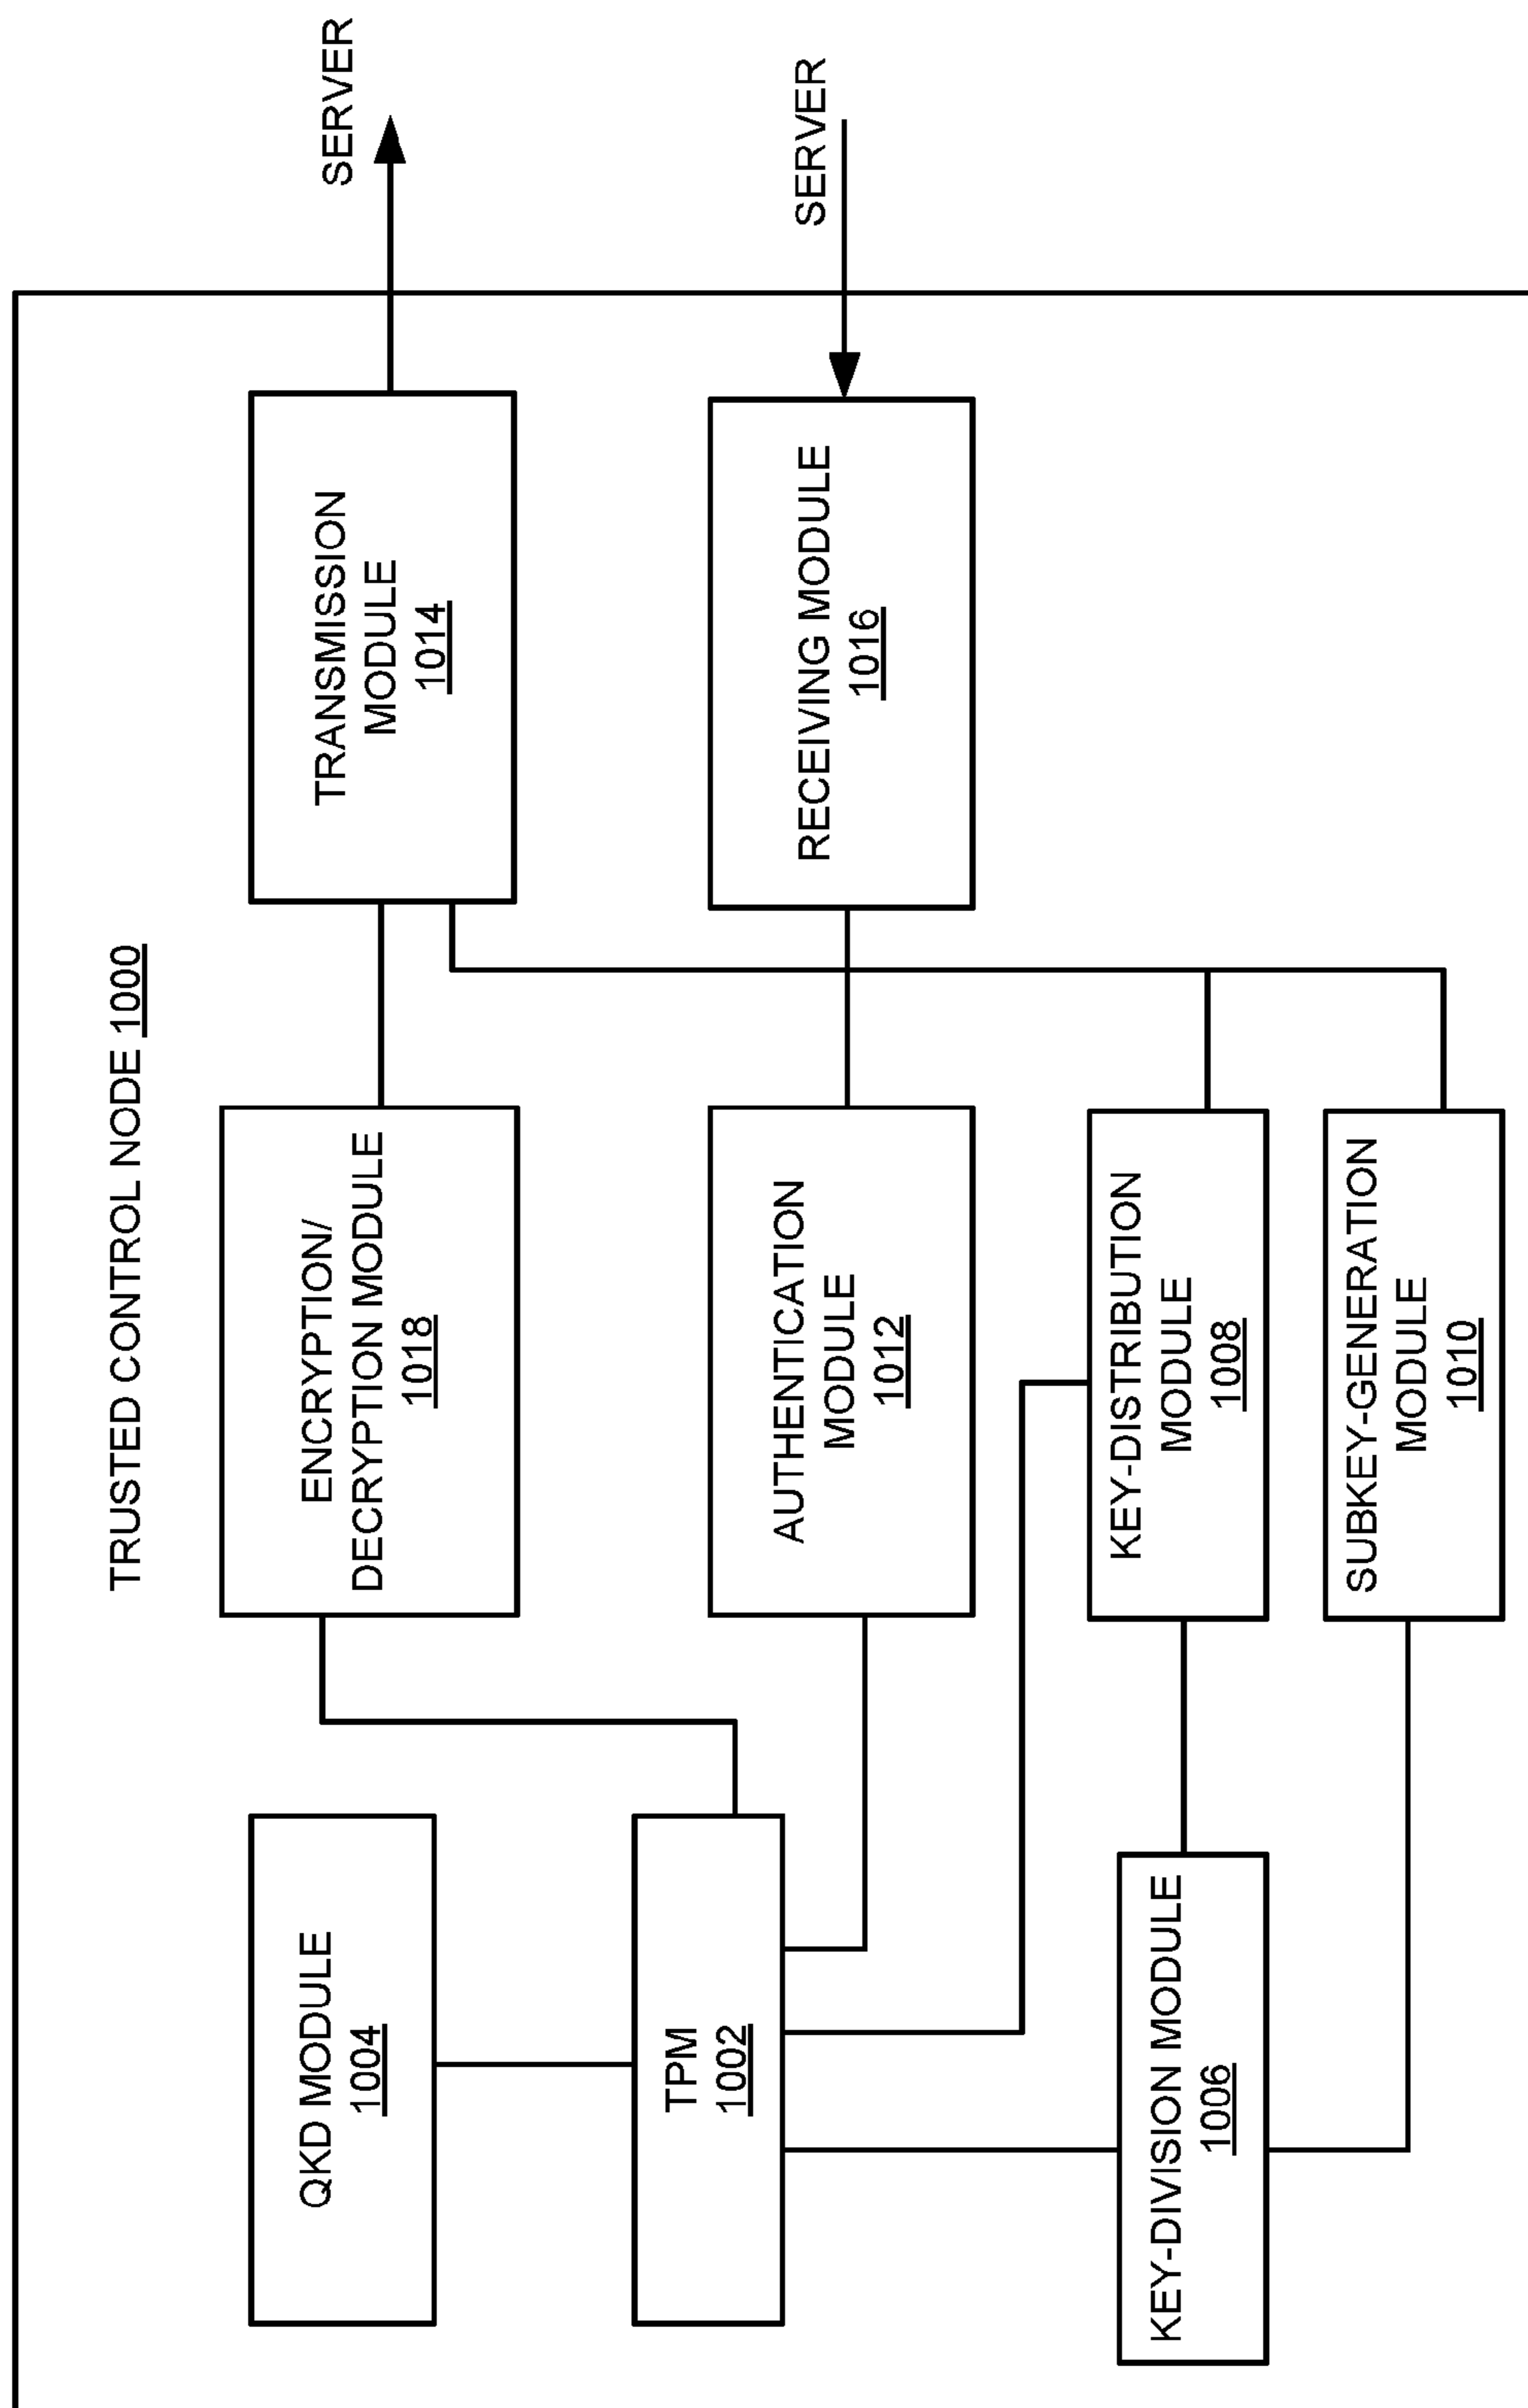 TRUSTED CONTROL NODE 1000
QKD MODULE
1004
ENCRYPTION/
DECRYPTION MODULE
1018
TRANSMISSION
MODULE
1014
SERVER
TPM
1002
AUTHENTICATION
MODULE
1012
RECEIVING MODULE
1016
SERVER
KEY-DIVISION MODULE
1006
KEY-DISTRIBUTION
MODULE
1008
SUBKEY-GENERATION
MODULE
1010